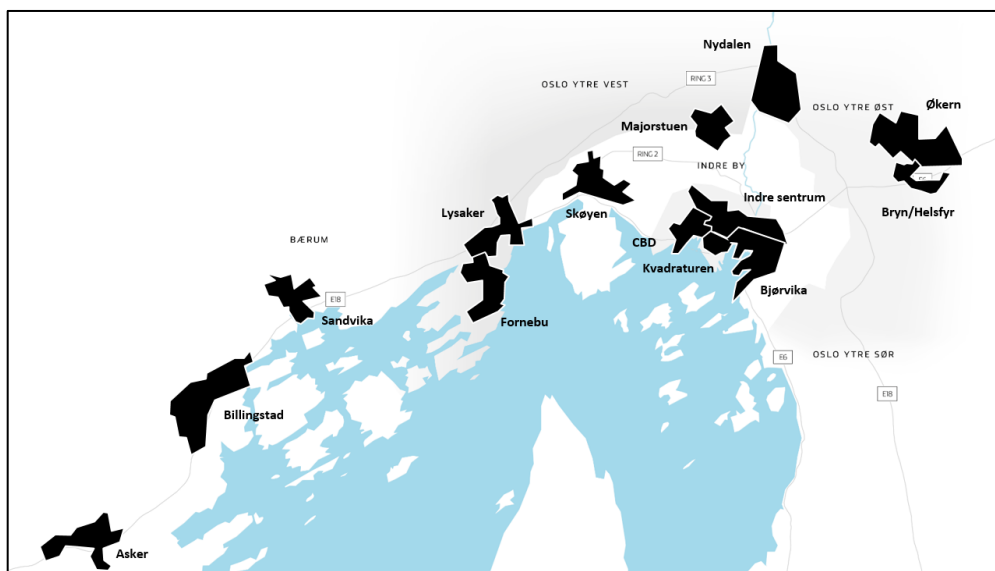 Nydalen
RING 3
OSLO YTRE VEST
Økern
OSLO YTRE ØST
Majorstuen
RING 2
INDRE BY
E6
Indre sentrum
Lysaker
Skøyen
Bryn/Helsfyr
BÆRUM
CBD
Kvadraturen
Bjørvika
E18
Sandvika
Fornebu
OSLO YTRE SØR
E6
E18
Billingstad
Asker